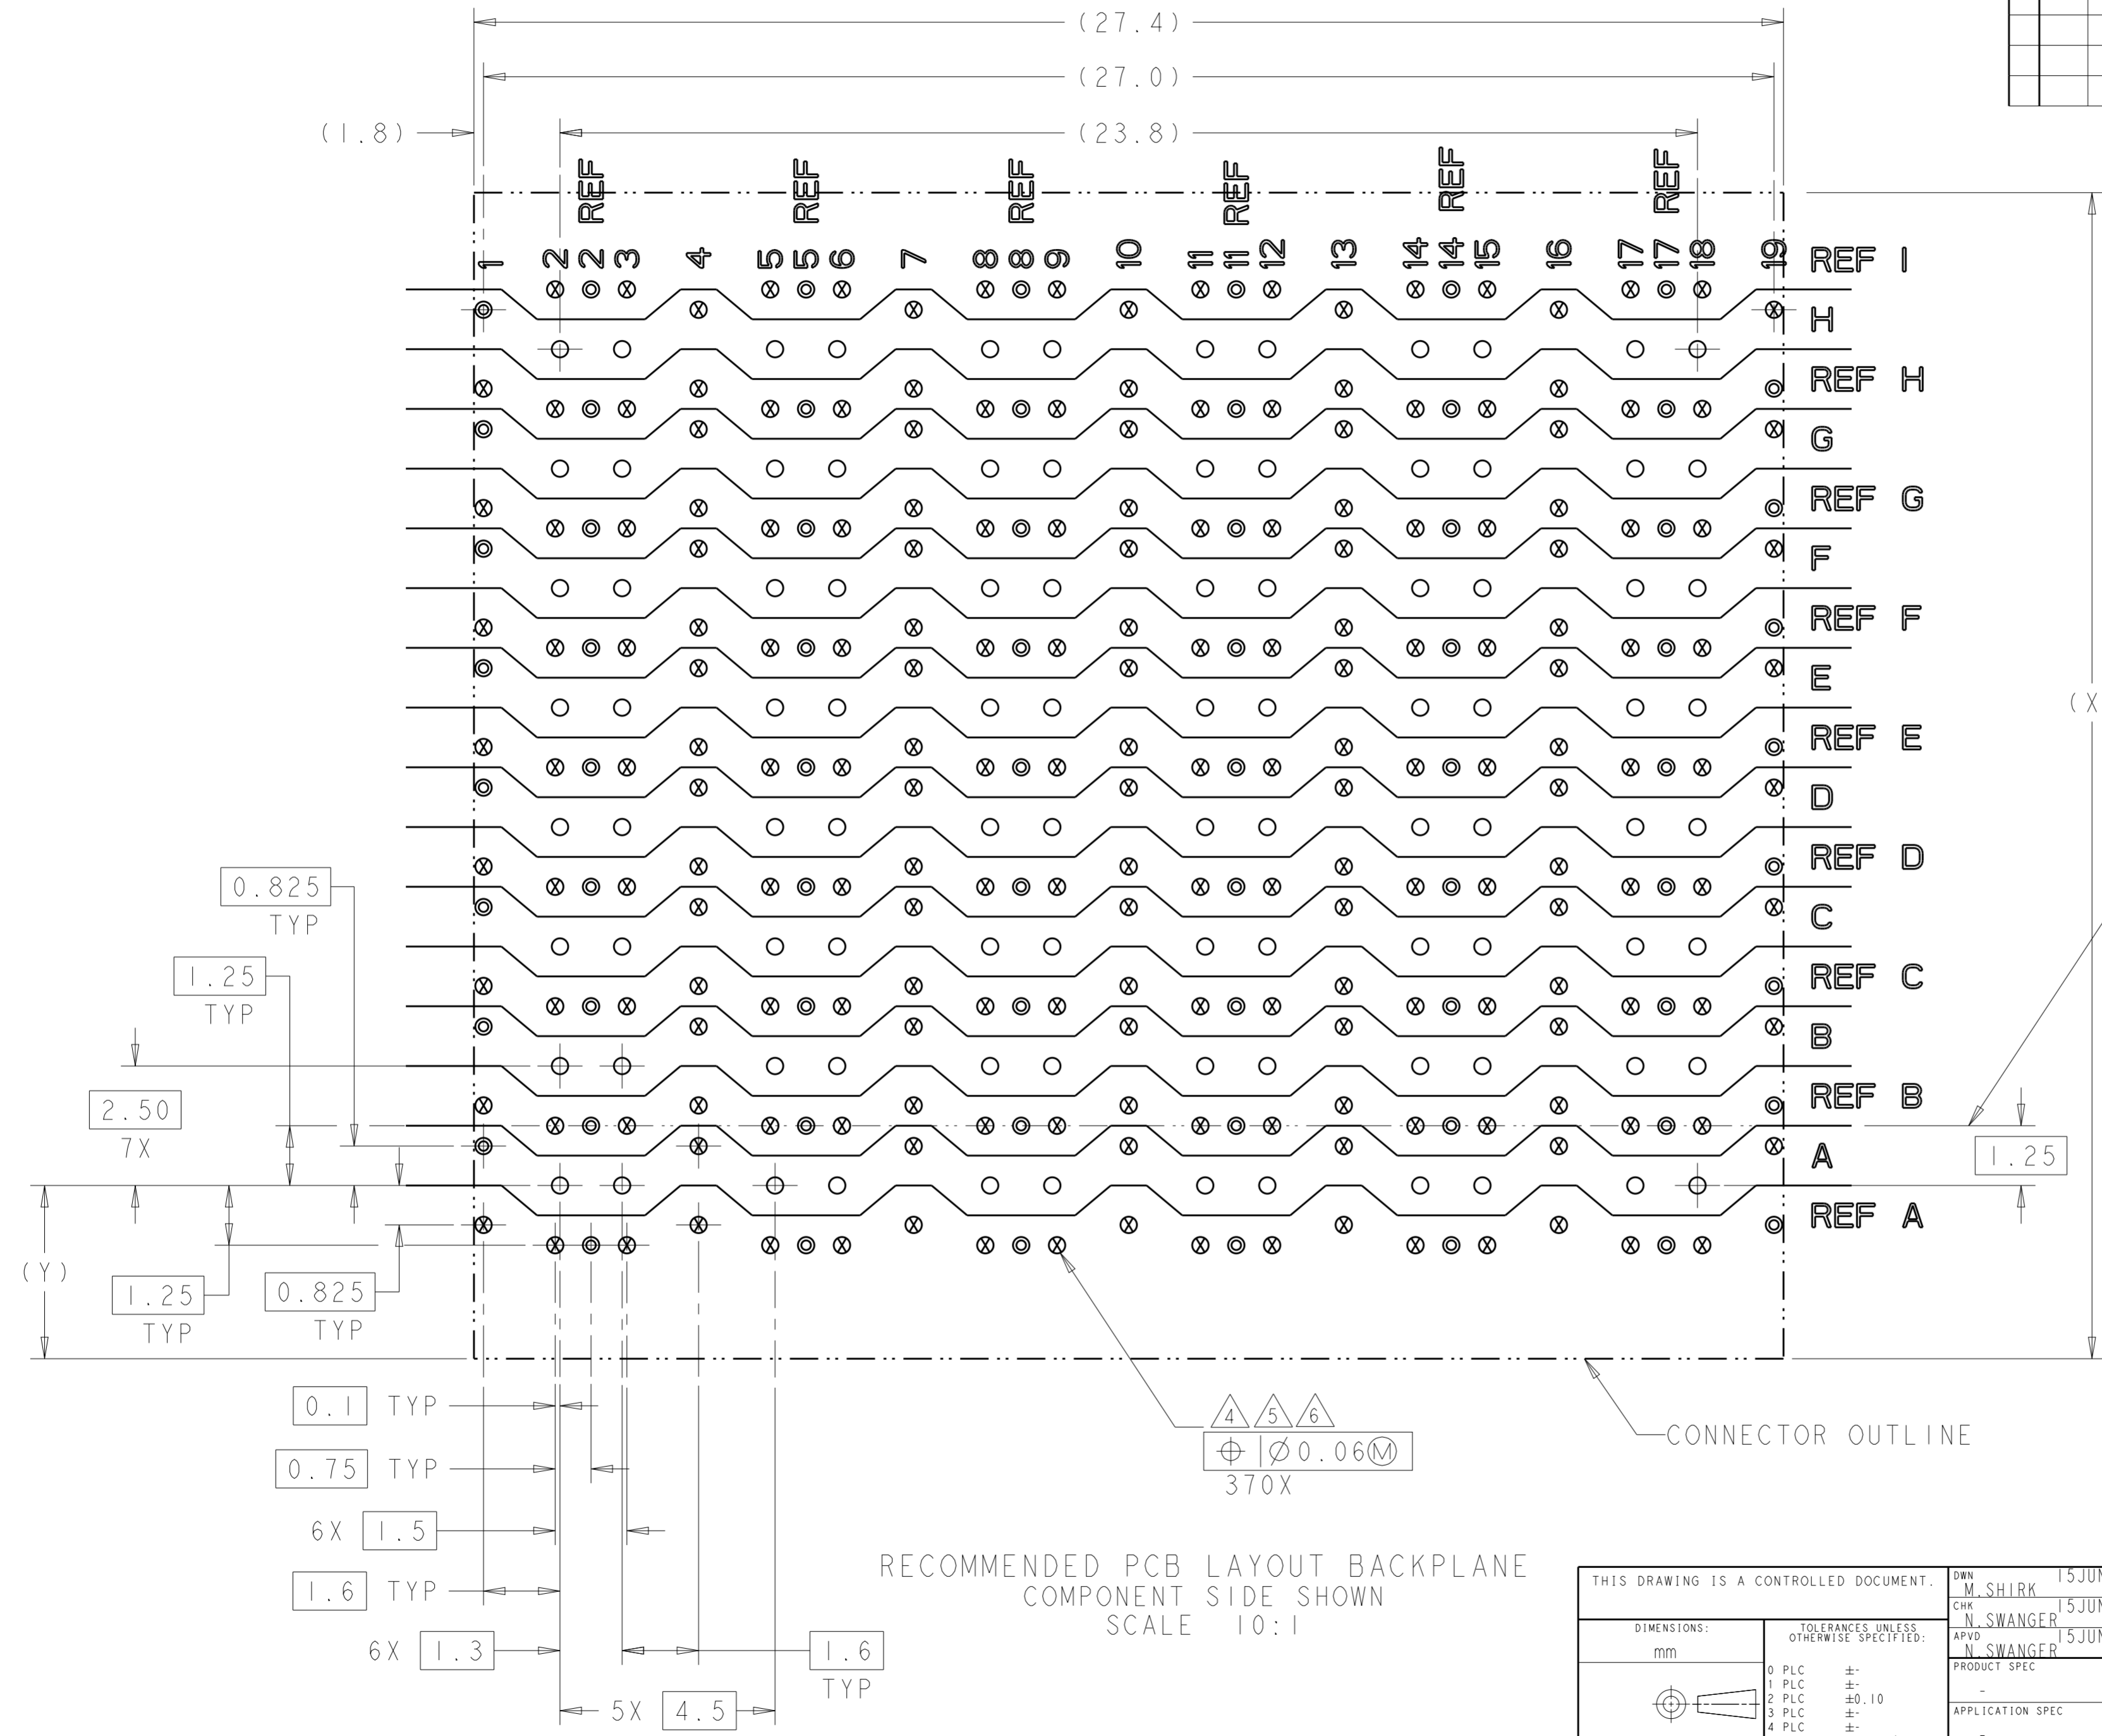 (27.4)
(27.0)
(1.8)
(23.8)
REF REF REF REF REF REF
1 2 2 3 4 5 5 6 7 8 8 9 10 11 11 12 13 14 14 15 16 17 17 18 19
REF I
H
REF H
G
REF G
F
REF F
E
(X
REF E
D
REF D
0.825
TYP
C
REF C
1.25
TYP
B
REF B
2.50
7X
A
1.25
REF A
(Y)
1.25
TYP
0.825
TYP
0.1 TYP
4 5 6
⌖ | Ø0.06Ⓜ
370X
CONNECTOR OUTLINE
0.75 TYP
6X 1.5
1.6 TYP
6X 1.3
1.6
TYP
5X 4.5
RECOMMENDED PCB LAYOUT BACKPLANE
COMPONENT SIDE SHOWN
SCALE 10:1
THIS DRAWING IS A CONTROLLED DOCUMENT.
DWN 15JUN
M.SHIRK
CHK 15JUN
N.SWANGER
APVD 15JUN
N.SWANGER
DIMENSIONS:
mm
TOLERANCES UNLESS
OTHERWISE SPECIFIED:
0 PLC ±-
1 PLC ±-
2 PLC ±0.10
3 PLC ±-
4 PLC ±-
PRODUCT SPEC
-
APPLICATION SPEC